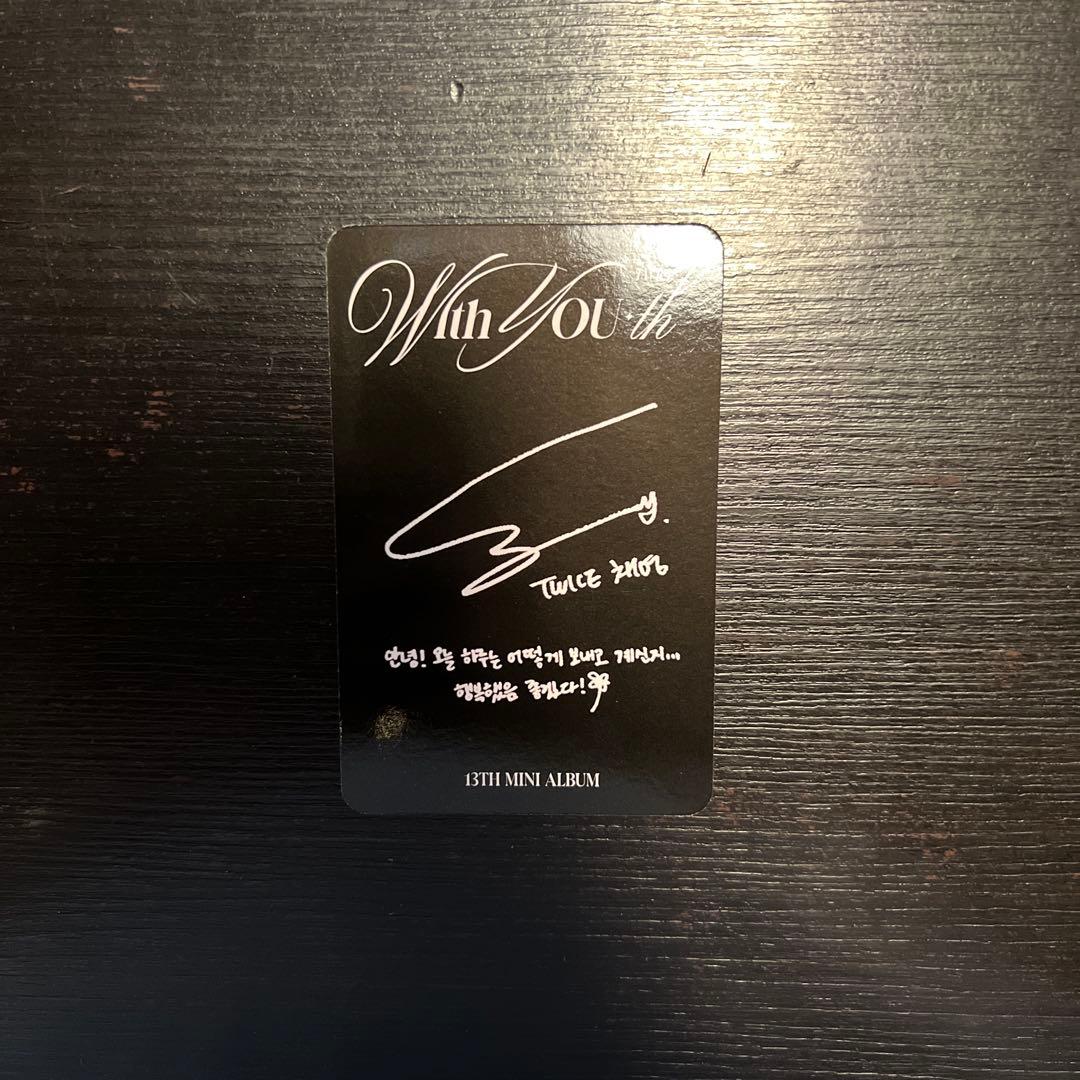 With YOU-th
TWICE 채영
안녕! 오늘 하루는 어떻게 보내고 계신지...
행복했음 좋겠다!
13TH MINI ALBUM